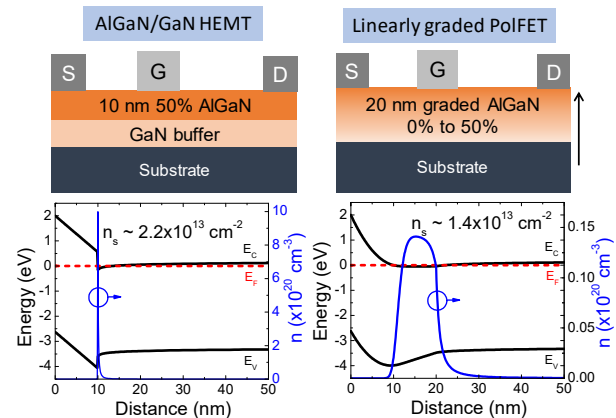 AlGaN/GaN HEMT
S
G
D
10 nm 50% AlGaN
GaN buffer
Substrate
Linearly graded PolFET
S
G
D
20 nm graded AlGaN
0% to 50%
Substrate
Energy (eV)
2
1
0
-1
-2
-3
-4
n_s ~ 2.2x10^13 cm^-2
E_C
E_F
E_V
10
8
6
4
2
0
n (x10^20 cm^-3)
0 10 20 30 40 50
Distance (nm)
Energy (eV)
2
1
0
-1
-2
-3
-4
n_s ~ 1.4x10^13 cm^-2
E_C
E_F
E_V
0.15
0.10
0.05
0.00
n (x10^20 cm^-3)
0 10 20 30 40 50
Distance (nm)